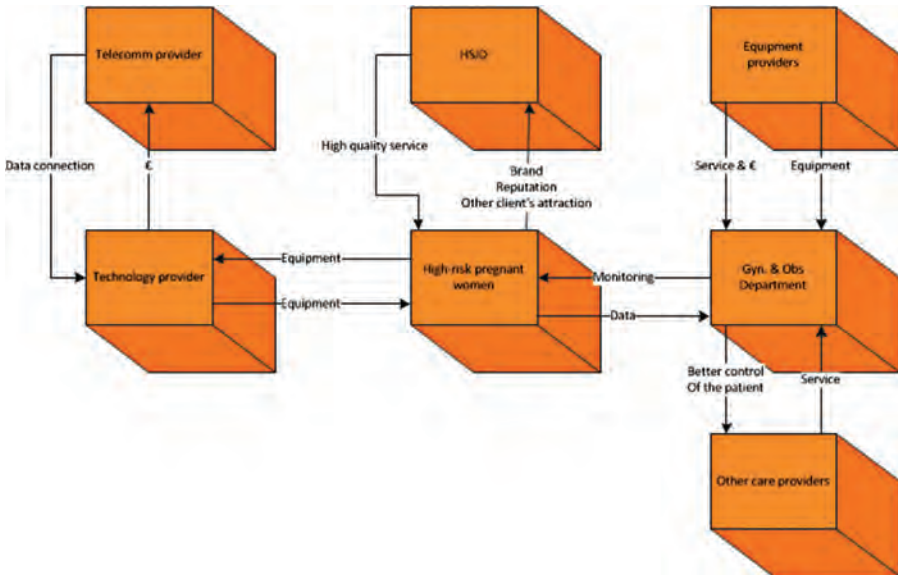 Telecomm provider
HSJD
Equipment
providers
High quality service
Data connection
€
Brand
Reputation
Other client's attraction
Service & €
Equipment
Technology provider
Equipment
Equipment
High-risk pregnant
women
Monitoring
Data
Gyn. & Obs
Department
Better control
Of the patient
Service
Other care providers